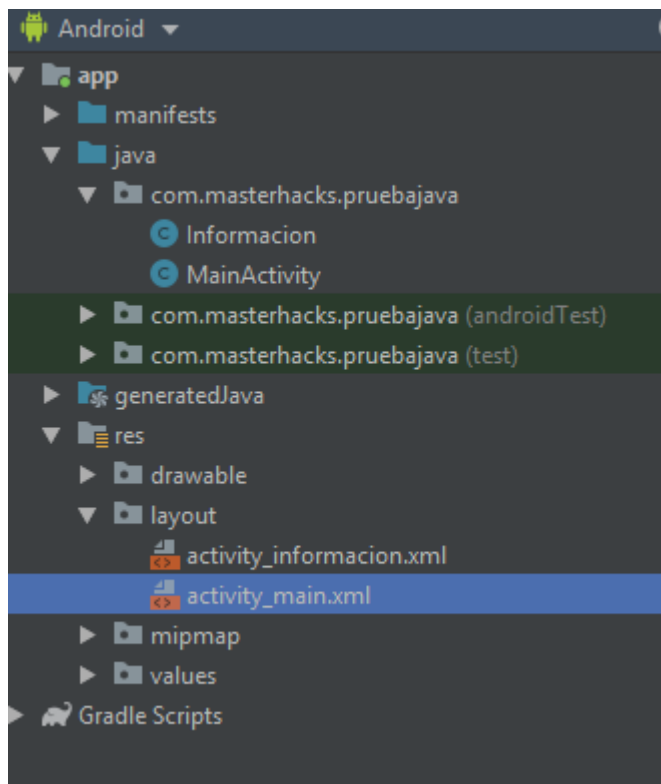 Android
app
manifests
java
com.masterhacks.pruebajava
Informacion
MainActivity
com.masterhacks.pruebajava (androidTest)
com.masterhacks.pruebajava (test)
generatedJava
res
drawable
layout
activity_informacion.xml
activity_main.xml
mipmap
values
Gradle Scripts